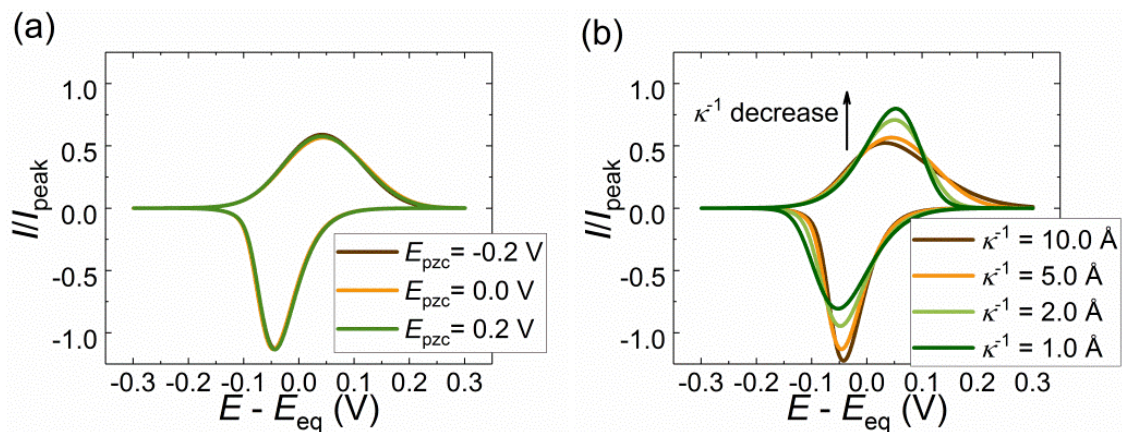 (a)
1.0
0.5
0.0
-0.5
-1.0
I/Ipeak
Epzc= -0.2 V
Epzc= 0.0 V
Epzc= 0.2 V
-0.3 -0.2 -0.1 0.0 0.1 0.2 0.3
E - Eeq (V)
(b)
1.0
0.5
0.0
-0.5
-1.0
I/Ipeak
κ-1 decrease
κ-1 = 10.0 Å
κ-1 = 5.0 Å
κ-1 = 2.0 Å
κ-1 = 1.0 Å
-0.3 -0.2 -0.1 0.0 0.1 0.2 0.3
E - Eeq (V)